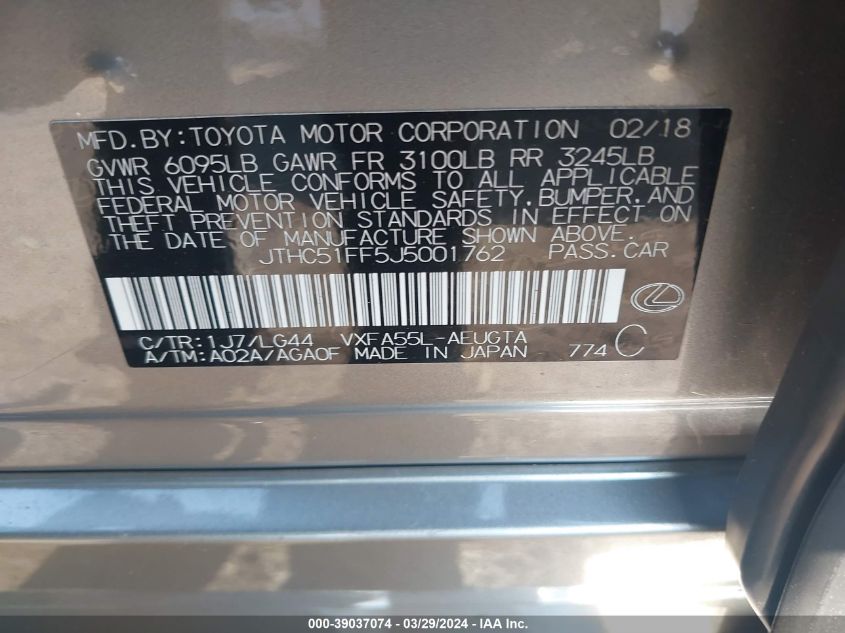 MFD.BY:TOYOTA MOTOR CORPORATION 02/18
GVWR 6095LB GAWR FR 3100LB RR 3245LB
THIS VEHICLE CONFORMS TO ALL APPLICABLE
FEDERAL MOTOR VEHICLE SAFETY,BUMPER,AND
THEFT PREVENTION STANDARDS IN EFFECT ON
THE DATE OF MANUFACTURE SHOWN ABOVE.
JTHC51FF5J5001762 PASS.CAR
C/TR:1J7/LG44 VXFA55L-AEUGTA
A/TM:A02A/AGA0F MADE IN JAPAN 774 C
000-39037074 - 03/29/2024 - IAA Inc.